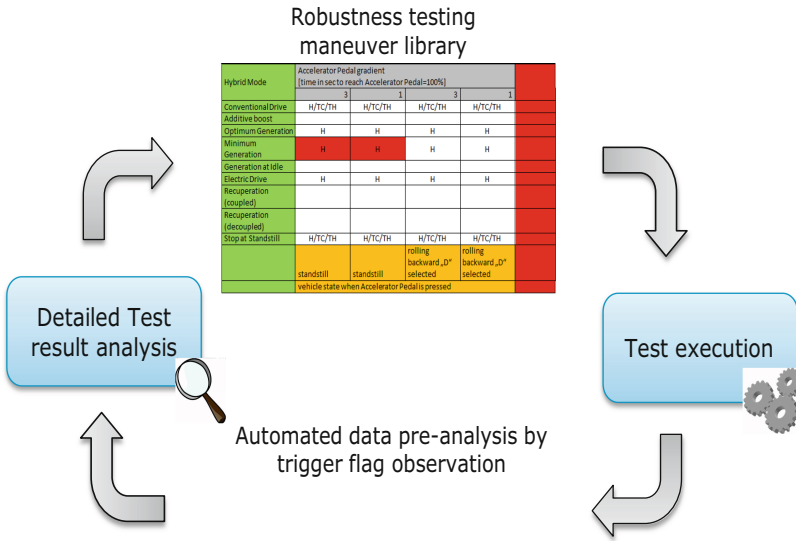 Robustness testing
maneuver library
Hybrid Mode
Accelerator Pedal gradient
[time in sec to reach Accelerator Pedal=100%]
3 1 3 1
Conventional Drive H/TC/TH H/TC/TH H/TC/TH H/TC/TH
Additive boost
Optimum Generation H H H H
Minimum
Generation H H H H
Generation at Idle
Electric Drive H H H H
Recuperation
(coupled)
Recuperation
(decoupled)
Stop at Standstill H/TC/TH H/TC/TH H/TC/TH H/TC/TH
standstill standstill
rolling
backward „D“
selected
rolling
backward „D“
selected
vehicle state when Accelerator Pedal is pressed
Detailed Test
result analysis
Test execution
Automated data pre-analysis by
trigger flag observation